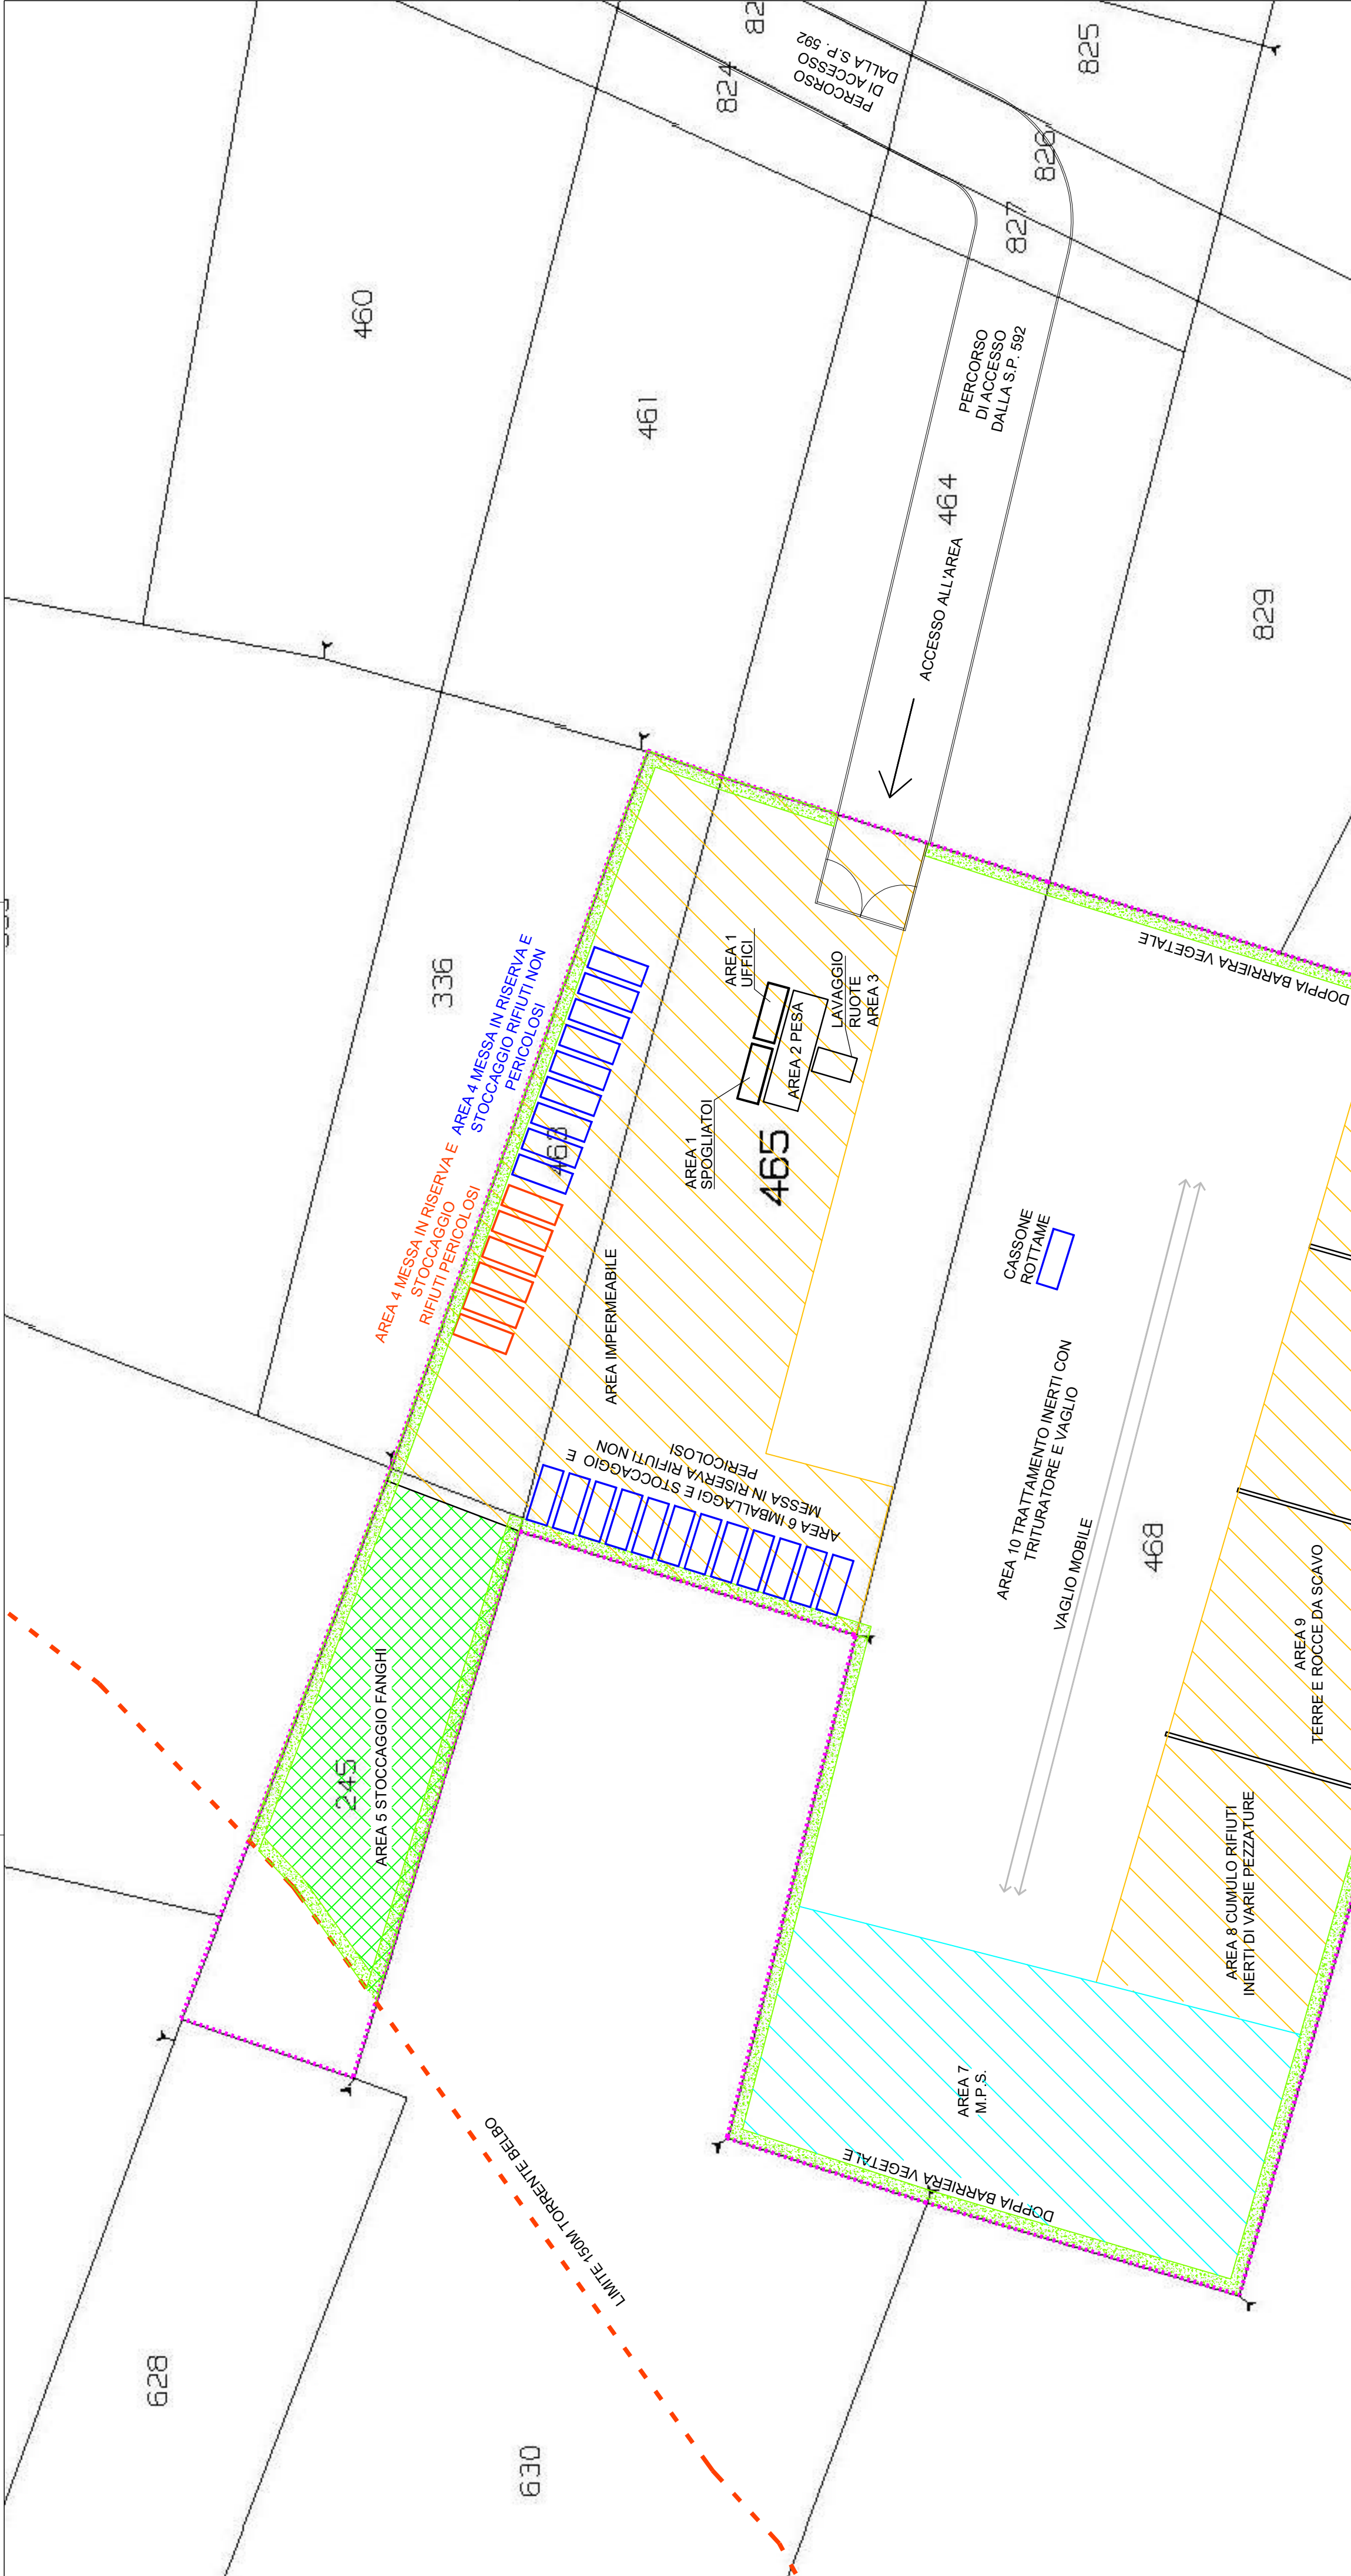 824
825
826
827
PERCORSO
DI ACCESSO
DALLA S.P. 592
460
461
PERCORSO
DI ACCESSO
DALLA S.P. 592
464
ACCESSO ALL'AREA
829
336
AREA 4 MESSA IN RISERVA E
STOCCAGGIO RIFIUTI NON
PERICOLOSI
AREA 4 MESSA IN RISERVA E
STOCCAGGIO
RIFIUTI PERICOLOSI
463
AREA 1
UFFICI
AREA 2 PESA
LAVAGGIO
RUOTE
AREA 3
AREA 1
SPOGLIATOI
465
DOPPIA BARRIERA VEGETALE
AREA IMPERMEABILE
CASSONE
ROTTAME
AREA 6 IMBALLAGGI E STOCCAGGIO E
MESSA IN RISERVA RIFIUTI NON
PERICOLOSI
AREA 10 TRATTAMENTO INERTI CON
TRITURATORE E VAGLIO
VAGLIO MOBILE
468
AREA 9
TERRE E ROCCE DA SCAVO
245
AREA 5 STOCCAGGIO FANGHI
AREA 8 CUMULO RIFIUTI
INERTI DI VARIE PEZZATURE
AREA 7
M.P.S.
DOPPIA BARRIERA VEGETALE
LIMITE 150M TORRENTE BELBO
628
630